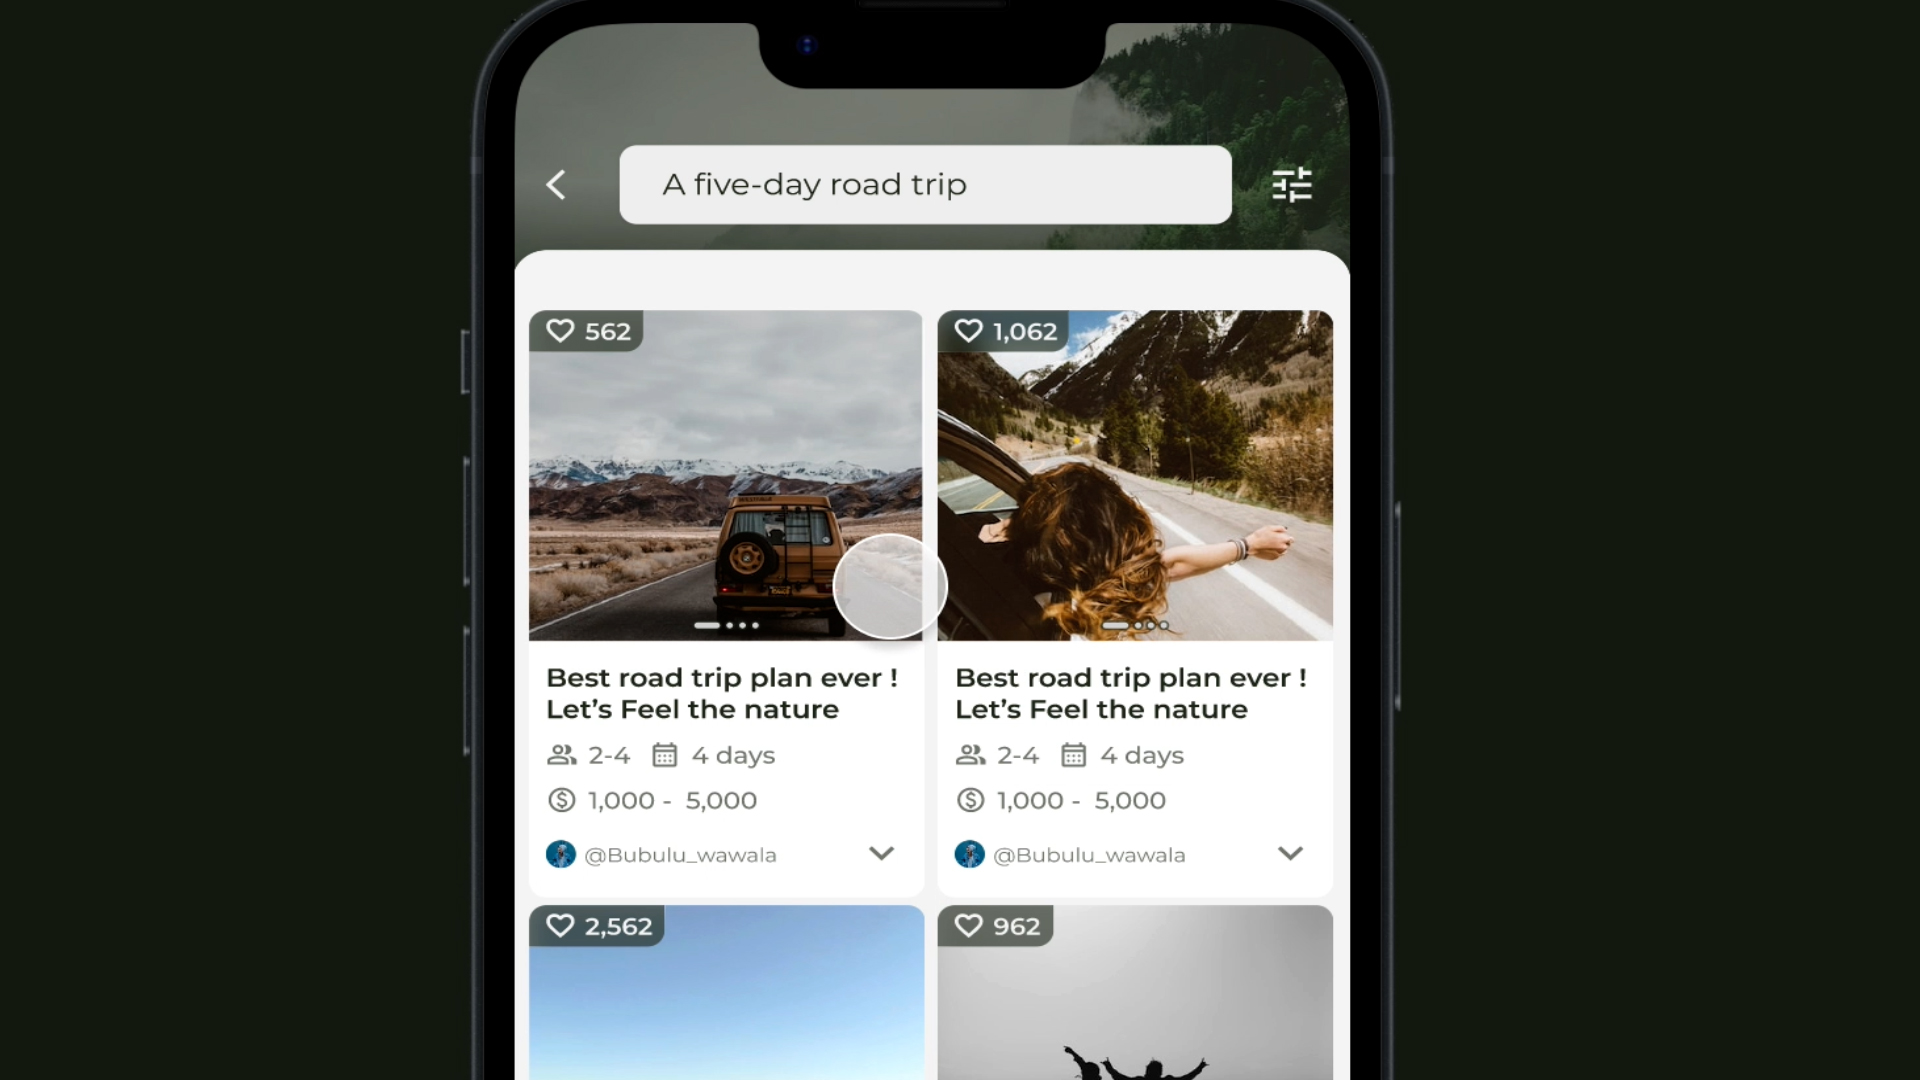 A five-day road trip
562
1,062
Best road trip plan ever !
Let’s Feel the nature
2-4 4 days
1,000 - 5,000
@Bubulu_wawala
Best road trip plan ever !
Let’s Feel the nature
2-4 4 days
1,000 - 5,000
@Bubulu_wawala
2,562
962